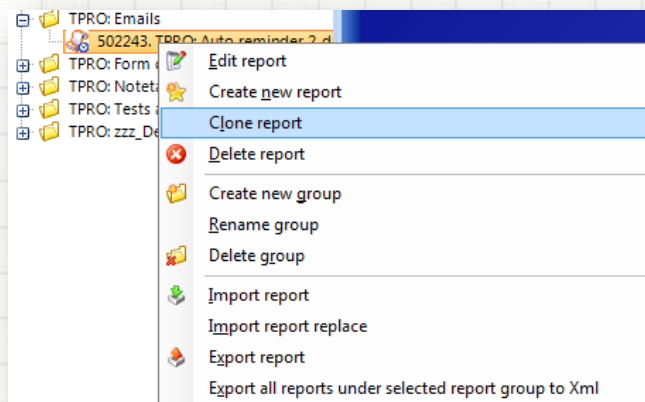 TPRO: Emails
502243. TPRO: Auto reminder 2 d
TPRO: Form
TPRO: Noteta
TPRO: Tests
TPRO: zzz_De
Edit report
Create new report
Clone report
Delete report
Create new group
Rename group
Delete group
Import report
Import report replace
Export report
Export all reports under selected report group to Xml